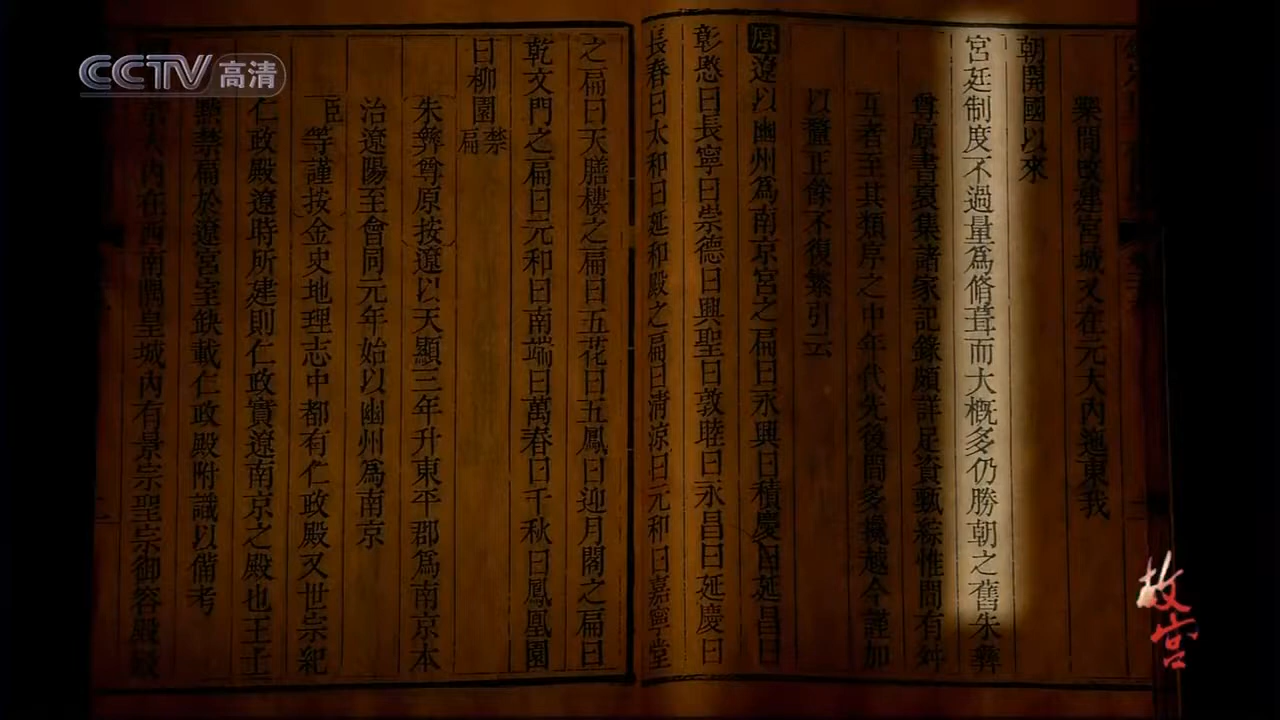 CCTV高清
樂間改建宮城又在元大內迤東我
朝開國以來
宮廷制度不過量爲脩葺而大概多仍勝朝之舊朱彝
尊原書裒集諸家記錄頗詳足資甄綜惟間有舛
互者至其類序之中年代先後間多攙越今謹加
以釐正餘不復繁引云
原遼以幽州爲南京宮之扁曰永興曰積慶曰延昌曰
彰愍曰長寧曰崇德曰興聖曰敦睦曰永昌曰延慶曰
長春曰太和曰延和殿之扁曰淸涼曰元和曰嘉寧堂
之扁曰天膳樓之扁曰五花曰五鳳曰迎月閣之扁曰
乾文門之扁曰元和曰南端曰萬春曰千秋曰鳳凰園
曰柳園禁扁
朱彝尊原按遼以天顯三年升東平郡爲南京本
治遼陽至會同元年始以幽州爲南京
臣等謹按金史地理志中都有仁政殿又世宗紀
仁政殿遼時所建則仁政實遼南京之殿也王士
點禁扁於遼宮室缺載仁政殿附識以備考
京大內在西南隅皇城內有景宗聖宗御容殿
故宮